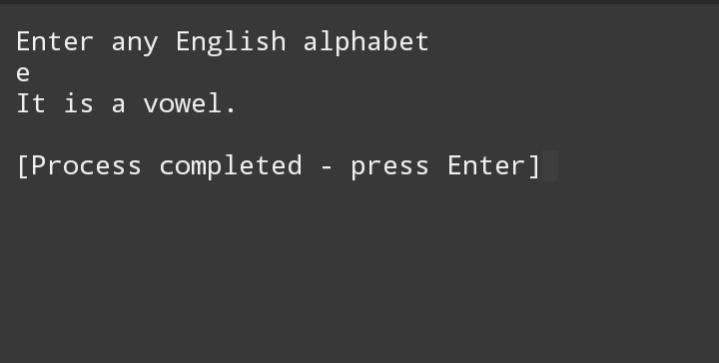 Enter any English alphabet
e
It is a vowel.
[Process completed - press Enter]